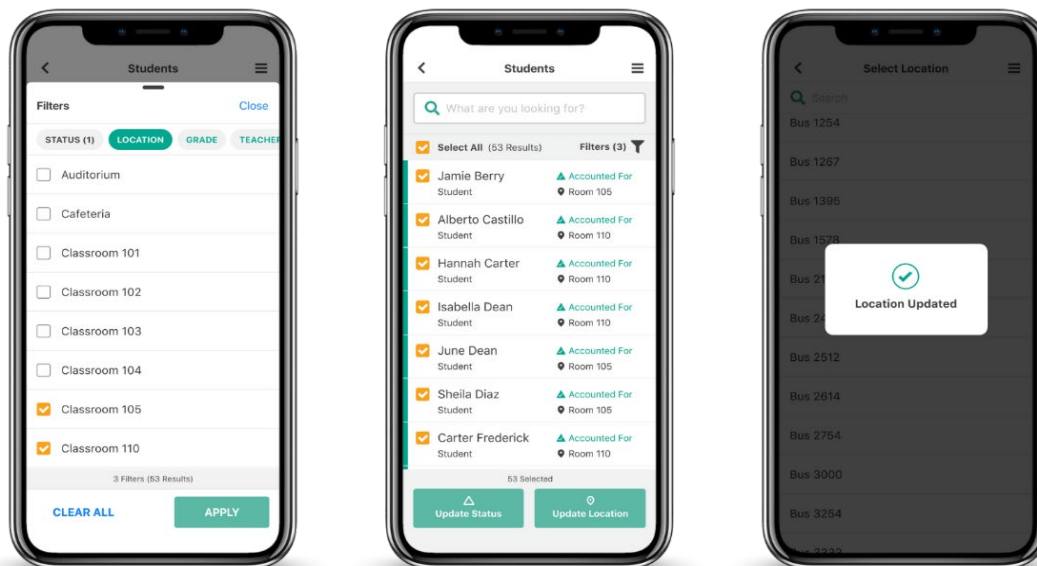 Students
Filters
Close
STATUS (1)
LOCATION
GRADE
TEACHER
Auditorium
Cafeteria
Classroom 101
Classroom 102
Classroom 103
Classroom 104
Classroom 105
Classroom 110
3 Filters (53 Results)
CLEAR ALL
APPLY
Students
What are you looking for?
Select All (53 Results)
Filters (3)
Jamie Berry
Accounted For
Student
Room 105
Alberto Castillo
Accounted For
Student
Room 110
Hannah Carter
Accounted For
Student
Room 110
Isabella Dean
Accounted For
Student
Room 110
June Dean
Accounted For
Student
Room 105
Sheila Diaz
Accounted For
Student
Room 105
Carter Frederick
Accounted For
Student
Room 110
53 Selected
Update Status
Update Location
Select Location
Search
Bus 1254
Bus 1267
Bus 1395
Bus 1578
Bus 21
Bus 24
Location Updated
Bus 2512
Bus 2614
Bus 2754
Bus 3000
Bus 3254